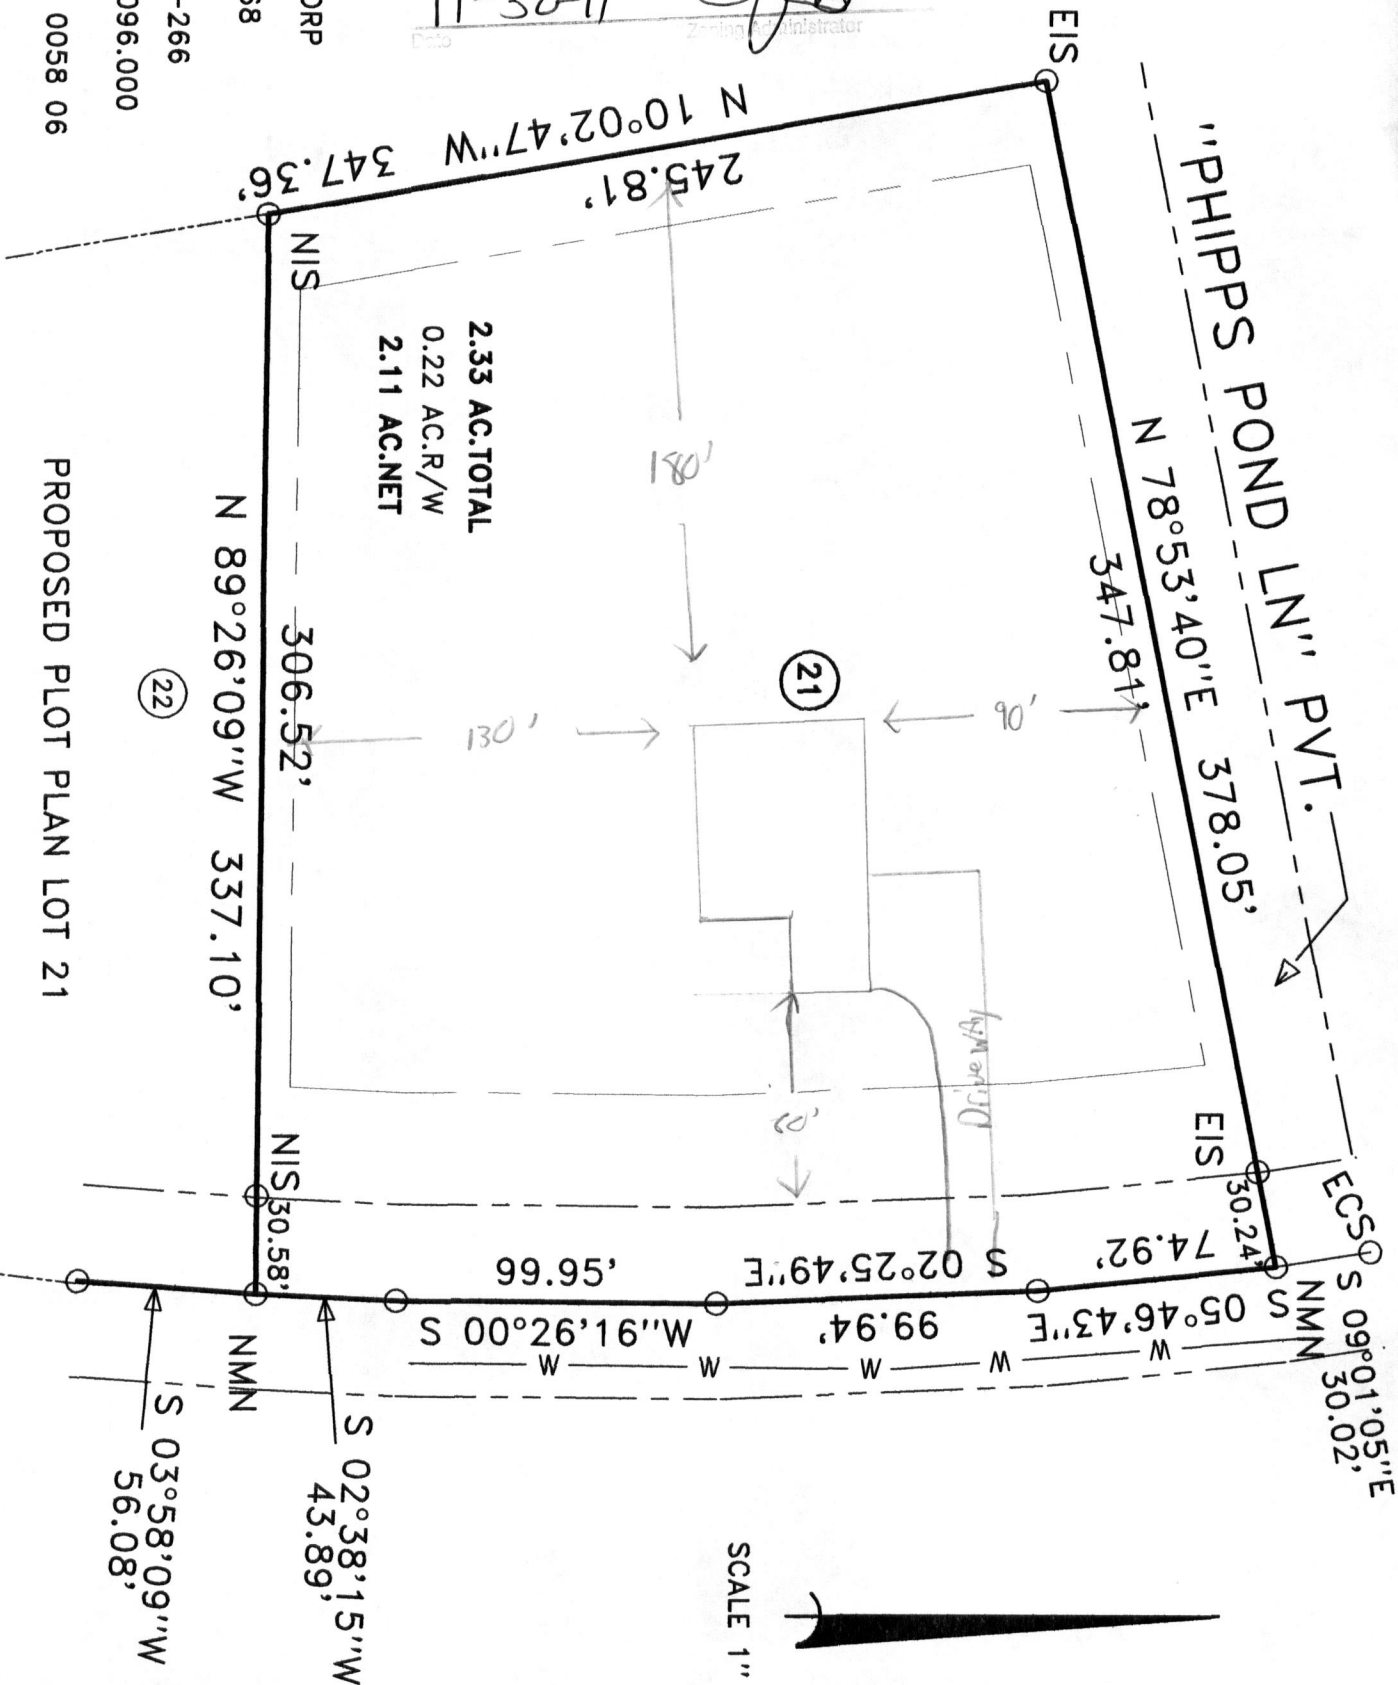 ORP
68
-266
096.000
0058 06
11-30-11
Date
Zoning Administrator
EIS
"PHIPPS POND LN" PVT.
N 10°02'47"W 347.36'
245.81'
N 78°53'40"E 378.05'
347.81'
NIS
2.33 AC.TOTAL
0.22 AC.R/W
2.11 AC.NET
180'
21
90'
130'
Driveway
306.52'
N 89°26'09"W 337.10'
22
PROPOSED PLOT PLAN LOT 21
EIS
30.24'
ECS
S 09°01'05"E
30.02'
NMN
S 05°46'43"E
74.92'
S 02°25'49"E
99.94'
99.95'
S 00°26'16"W
W W W W W
NIS
30.58'
NMN
S 02°38'15"W
43.89'
S 03°58'09"W
56.08'
SCALE 1"